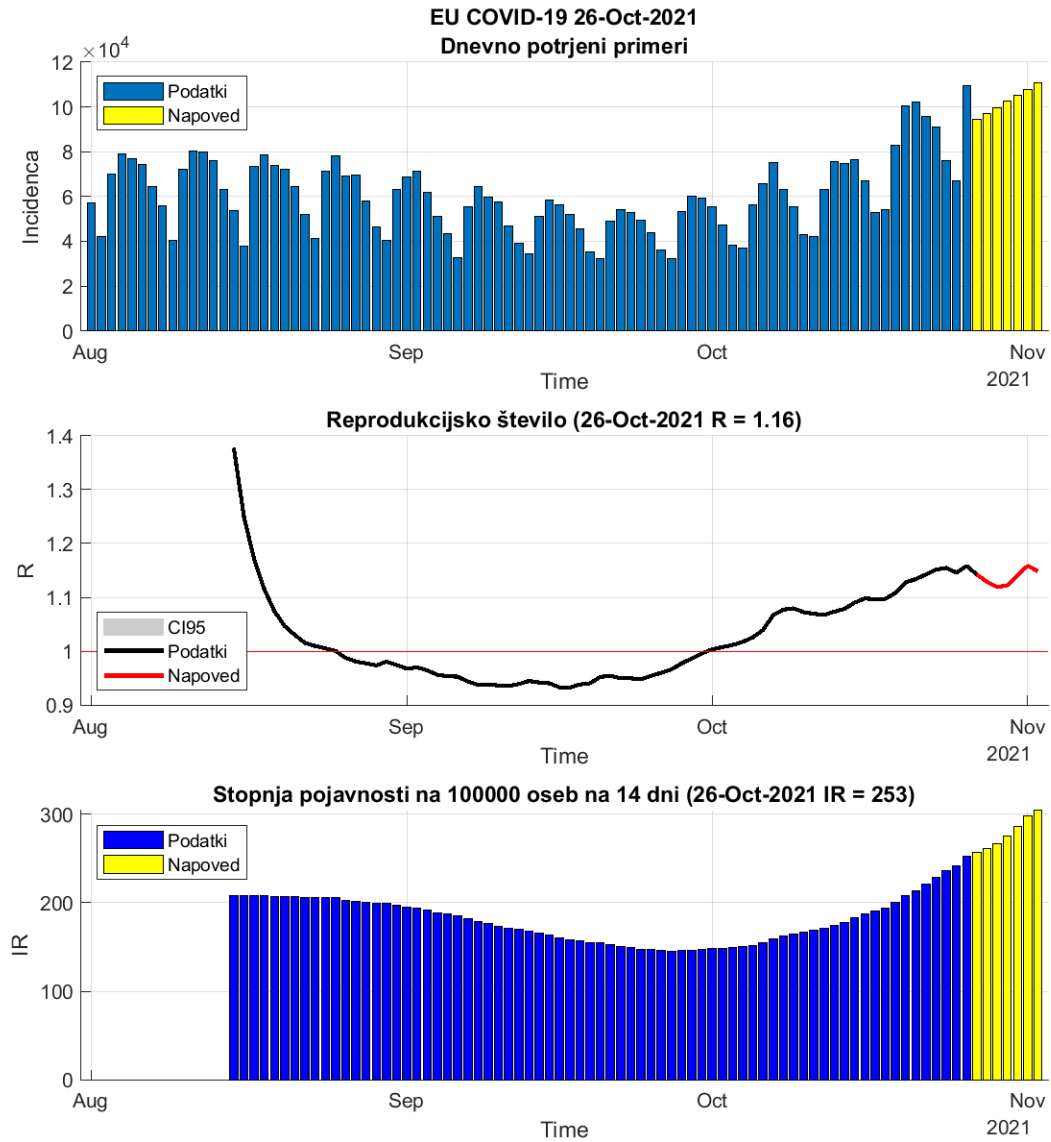 EU COVID-19 26-Oct-2021
Dnevno potrjeni primeri
×10⁴
12
10
8
6
4
2
0
Incidenca
Podatki
Napoved
Aug
Sep
Oct
Nov
Time
2021
Reprodukcijsko število (26-Oct-2021 R = 1.16)
1.4
1.3
1.2
1.1
1
0.9
R
CI95
Podatki
Napoved
Aug
Sep
Oct
Nov
Time
2021
Stopnja pojavnosti na 100000 oseb na 14 dni (26-Oct-2021 IR = 253)
300
200
100
0
IR
Podatki
Napoved
Aug
Sep
Oct
Nov
Time
2021